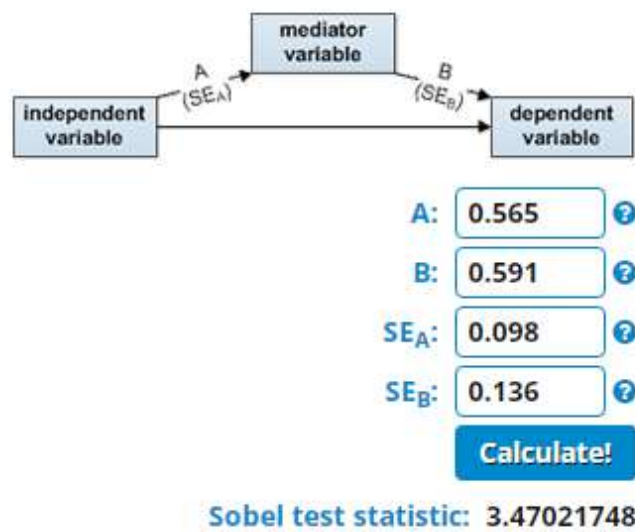 mediator
variable
A
(SEA)
B
(SEB)
independent
variable
dependent
variable
A: 0.565 ?
B: 0.591 ?
SEA: 0.098 ?
SEB: 0.136 ?
Calculate!
Sobel test statistic: 3.47021748